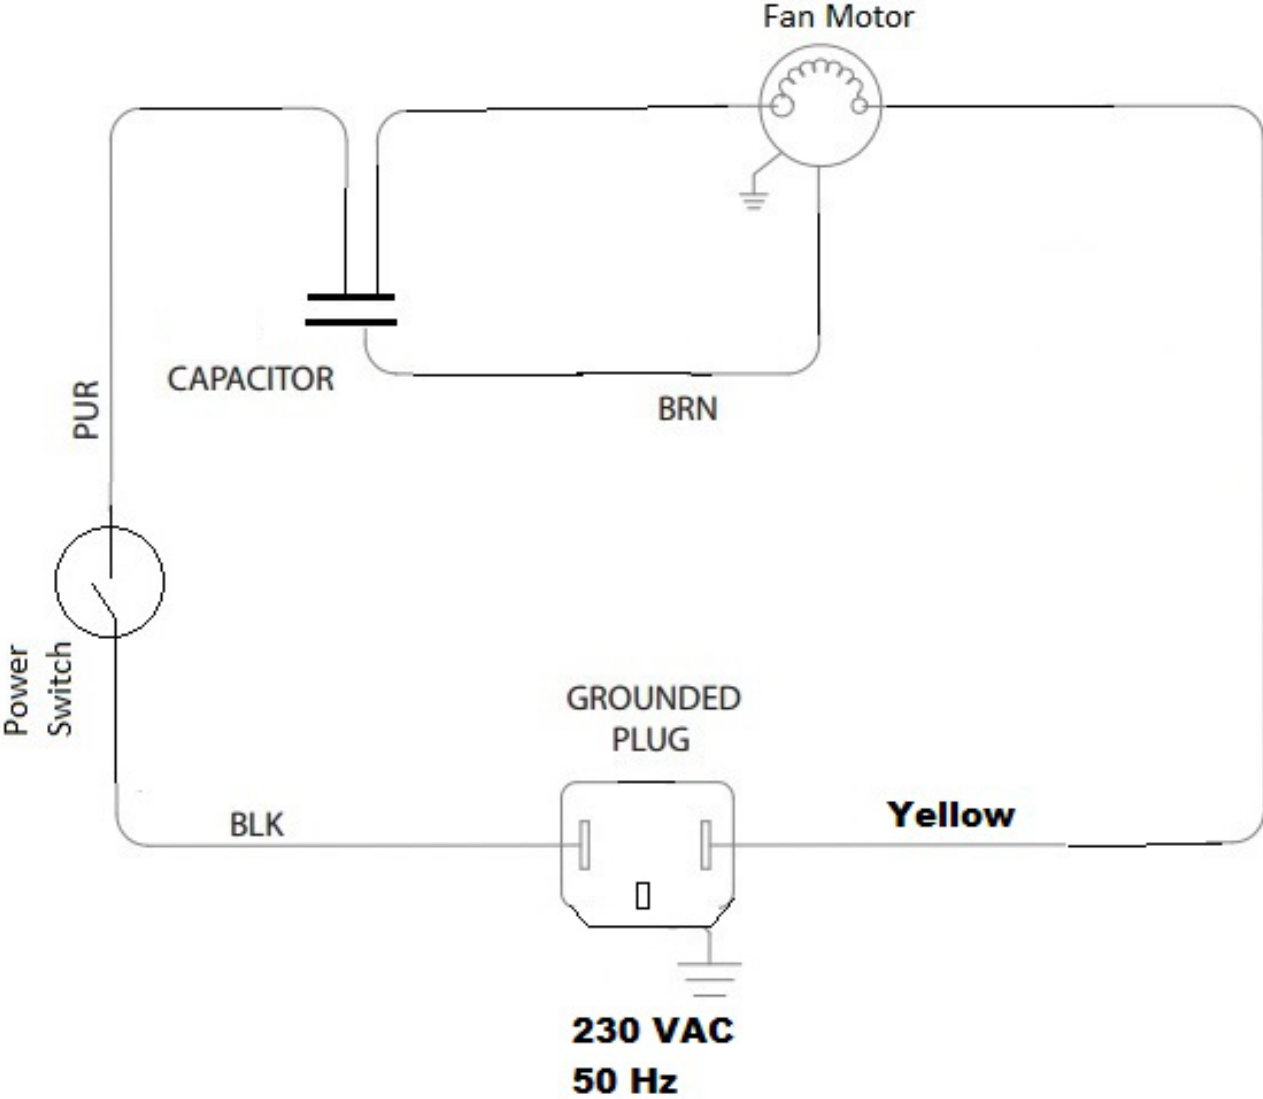 Fan Motor
CAPACITOR
PUR
BRN
Power
Switch
GROUNDED
PLUG
BLK
Yellow
230 VAC
50 Hz